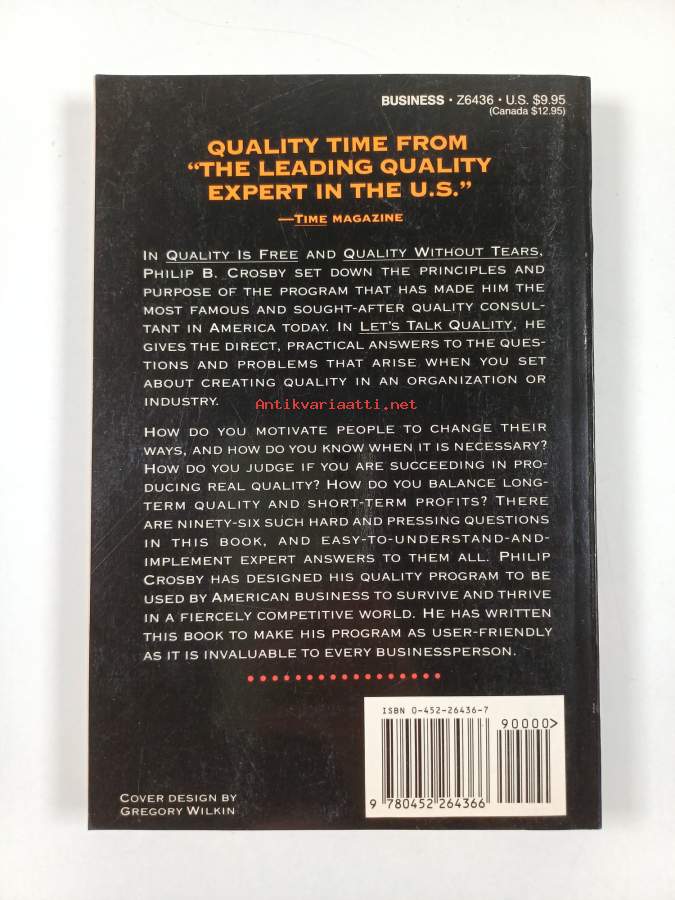 BUSINESS • Z6436 • U.S. $9.95
(Canada $12.95)
QUALITY TIME FROM
“THE LEADING QUALITY
EXPERT IN THE U.S.”
—TIME MAGAZINE
IN QUALITY IS FREE AND QUALITY WITHOUT TEARS,
PHILIP B. CROSBY SET DOWN THE PRINCIPLES AND
PURPOSE OF THE PROGRAM THAT HAS MADE HIM THE
MOST FAMOUS AND SOUGHT-AFTER QUALITY CONSUL-
TANT IN AMERICA TODAY. IN LET'S TALK QUALITY, HE
GIVES THE DIRECT, PRACTICAL ANSWERS TO THE QUES-
TIONS AND PROBLEMS THAT ARISE WHEN YOU SET
ABOUT CREATING QUALITY IN AN ORGANIZATION OR
INDUSTRY.
Antikvariaatti.net
HOW DO YOU MOTIVATE PEOPLE TO CHANGE THEIR
WAYS, AND HOW DO YOU KNOW WHEN IT IS NECESSARY?
HOW DO YOU JUDGE IF YOU ARE SUCCEEDING IN PRO-
DUCING REAL QUALITY? HOW DO YOU BALANCE LONG-
TERM QUALITY AND SHORT-TERM PROFITS? THERE
ARE NINETY-SIX SUCH HARD AND PRESSING QUESTIONS
IN THIS BOOK, AND EASY-TO-UNDERSTAND-AND-
IMPLEMENT EXPERT ANSWERS TO THEM ALL. PHILIP
CROSBY HAS DESIGNED HIS QUALITY PROGRAM TO BE
USED BY AMERICAN BUSINESS TO SURVIVE AND THRIVE
IN A FIERCELY COMPETITIVE WORLD. HE HAS WRITTEN
THIS BOOK TO MAKE HIS PROGRAM AS USER-FRIENDLY
AS IT IS INVALUABLE TO EVERY BUSINESSPERSON.
ISBN 0-452-26436-7
90000>
9 780452 264366
COVER DESIGN BY
GREGORY WILKIN